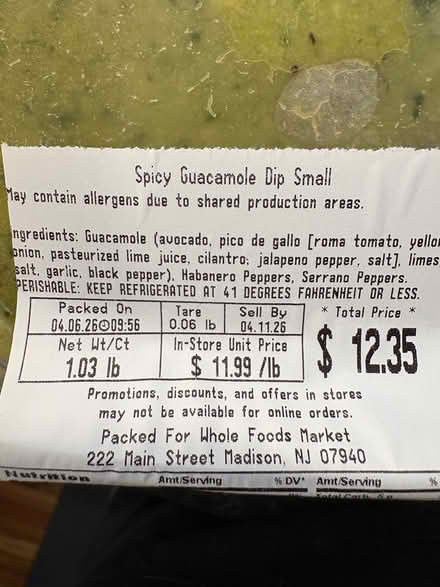 Spicy Guacamole Dip Small
May contain allergens due to shared production areas.
ngredients: Guacamole (avocado, pico de gallo [roma tomato, yello
onion, pasteurized lime juice, cilantro; jalapeno pepper, salt], limes
salt, garlic, black pepper), Habanero Peppers, Serrano Peppers.
PERISHABLE: KEEP REFRIGERATED AT 41 DEGREES FAHRENHEIT OR LESS.
Packed On Tare Sell By * Total Price *
04.06.26 09:56 0.06 lb 04.11.26
Net Wt/Ct In-Store Unit Price $ 12.35
1.03 lb $ 11.99 /lb
Promotions, discounts, and offers in stores
may not be available for online orders.
Packed For Whole Foods Market
222 Main Street Madison, NJ 07940
Nutrition Amt/Serving % DV* Amt/Serving %